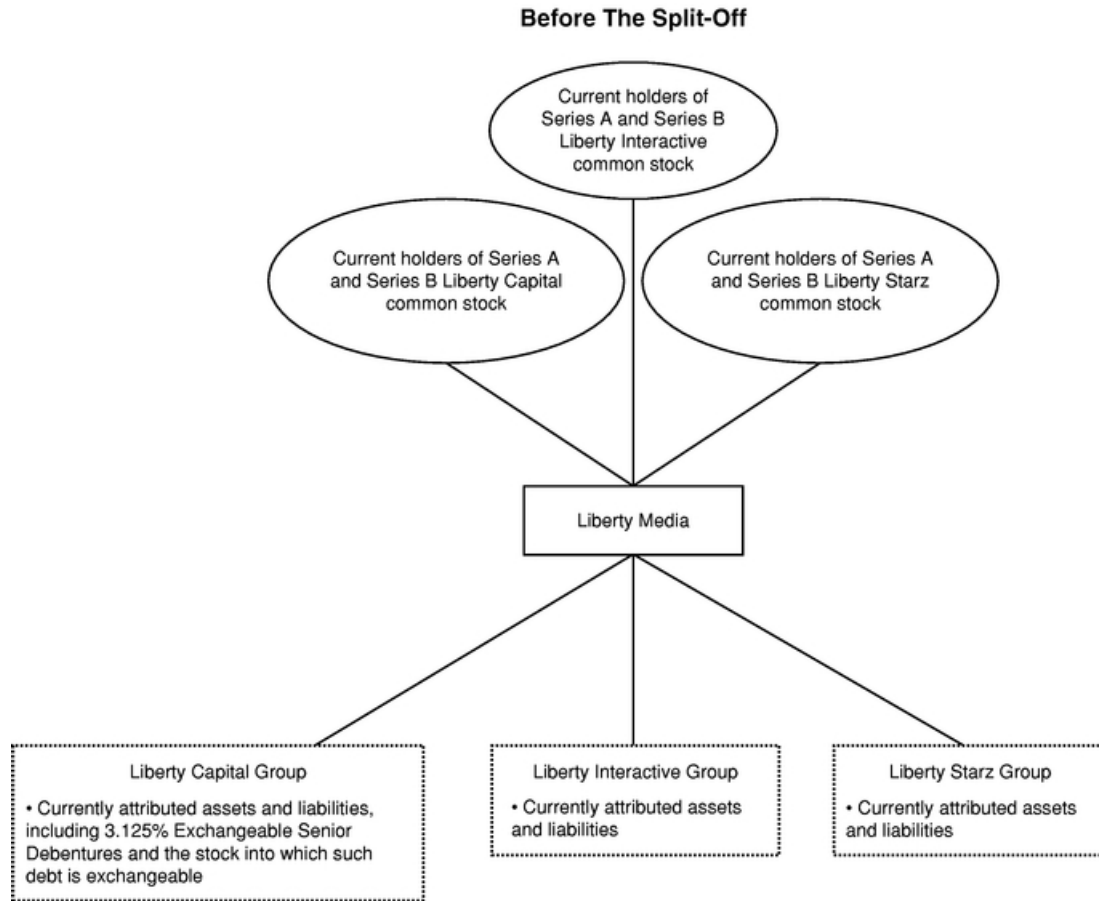 Before The Split-Off
Current holders of
Series A and Series B
Liberty Interactive
common stock
Current holders of Series A
and Series B Liberty Capital
common stock
Current holders of Series A
and Series B Liberty Starz
common stock
Liberty Media
Liberty Capital Group
• Currently attributed assets and liabilities,
including 3.125% Exchangeable Senior
Debentures and the stock into which such
debt is exchangeable
Liberty Interactive Group
• Currently attributed assets
and liabilities
Liberty Starz Group
• Currently attributed assets
and liabilities